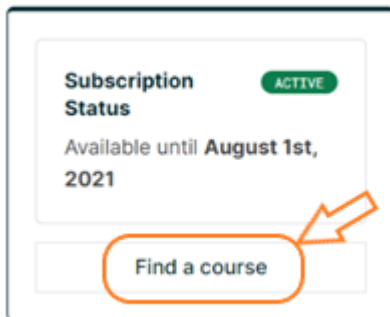 Subscription Status
ACTIVE
Available until August 1st,
2021
Find a course